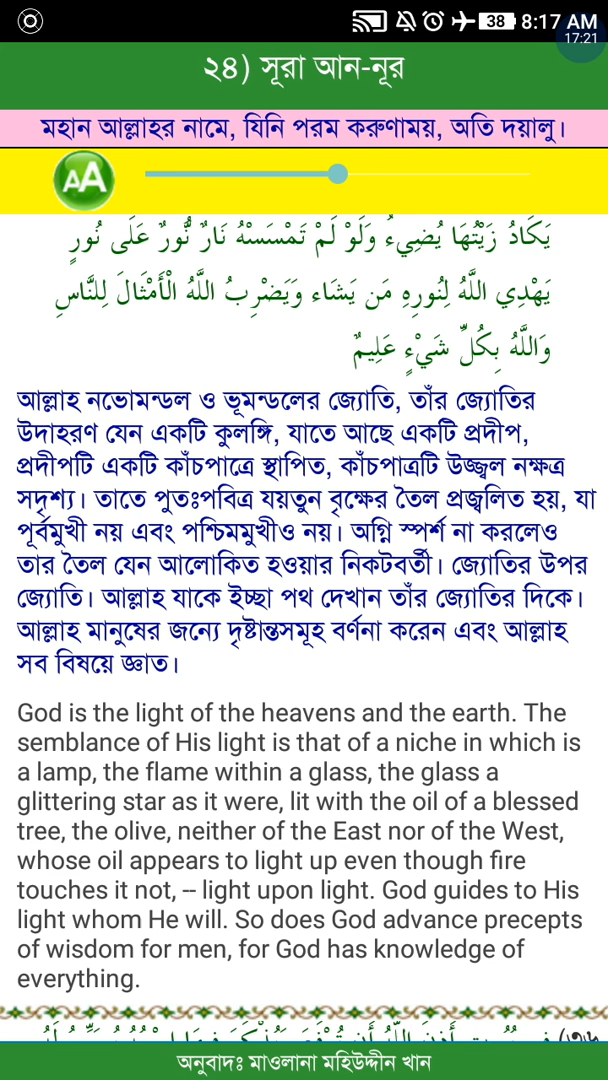 38 8:17 AM
17:21
২৪) সূরা আন-নূর
মহান আল্লাহর নামে, যিনি পরম করুণাময়, অতি দয়ালু।
AA
يَكَادُ زَيْتُهَا يُضِيءُ وَلَوْ لَمْ تَمْسَسْهُ نَارٌ نُّورٌ عَلَى نُورٍ
يَهْدِي اللَّهُ لِنُورِهِ مَن يَشَاء وَيَضْرِبُ اللَّهُ الْأَمْثَالَ لِلنَّاسِ
وَاللَّهُ بِكُلِّ شَيْءٍ عَلِيمٌ
আল্লাহ নভোমন্ডল ও ভূমন্ডলের জ্যোতি, তাঁর জ্যোতির
উদাহরণ যেন একটি কুলঙ্গি, যাতে আছে একটি প্রদীপ,
প্রদীপটি একটি কাঁচপাত্রে স্থাপিত, কাঁচপাত্রটি উজ্জ্বল নক্ষত্র
সদৃশ্য। তাতে পুতঃপবিত্র যয়তুন বৃক্ষের তৈল প্রজ্বলিত হয়, যা
পূর্বমুখী নয় এবং পশ্চিমমুখীও নয়। অগ্নি স্পর্শ না করলেও
তার তৈল যেন আলোকিত হওয়ার নিকটবর্তী। জ্যোতির উপর
জ্যোতি। আল্লাহ যাকে ইচ্ছা পথ দেখান তাঁর জ্যোতির দিকে।
আল্লাহ মানুষের জন্যে দৃষ্টান্তসমূহ বর্ণনা করেন এবং আল্লাহ
সব বিষয়ে জ্ঞাত।
God is the light of the heavens and the earth. The
semblance of His light is that of a niche in which is
a lamp, the flame within a glass, the glass a
glittering star as it were, lit with the oil of a blessed
tree, the olive, neither of the East nor of the West,
whose oil appears to light up even though fire
touches it not, -- light upon light. God guides to His
light whom He will. So does God advance precepts
of wisdom for men, for God has knowledge of
everything.
অনুবাদঃ মাওলানা মহিউদ্দীন খান